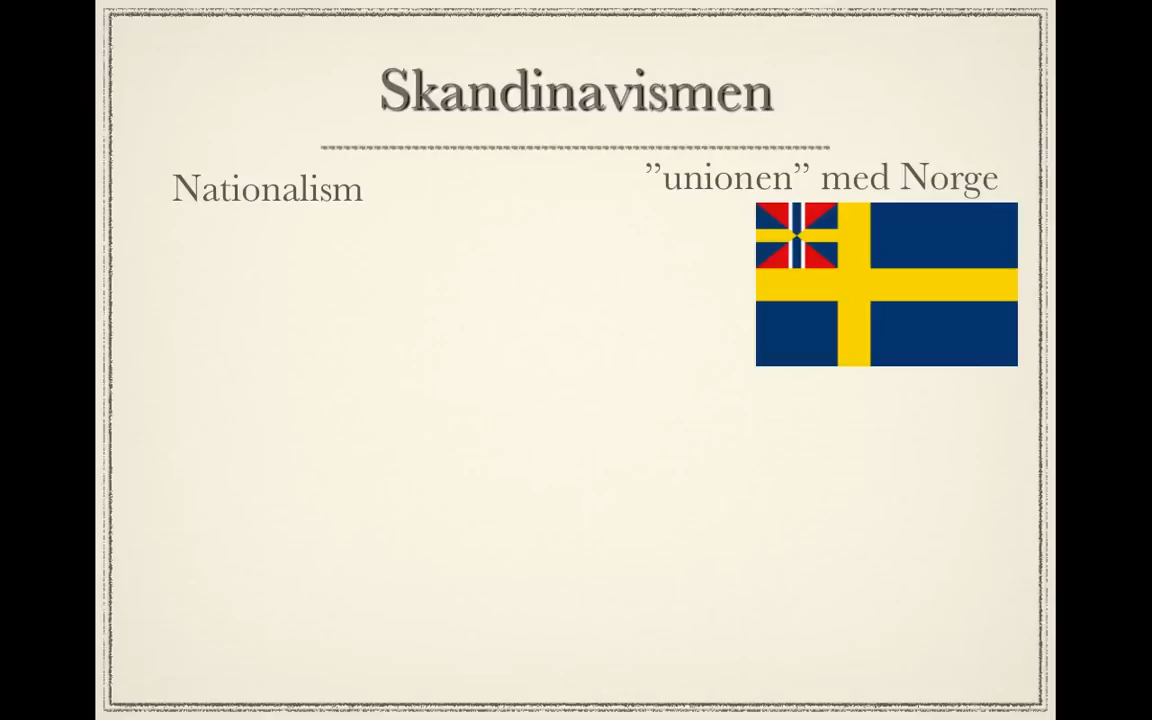 Skandinavismen
Nationalism
”unionen” med Norge